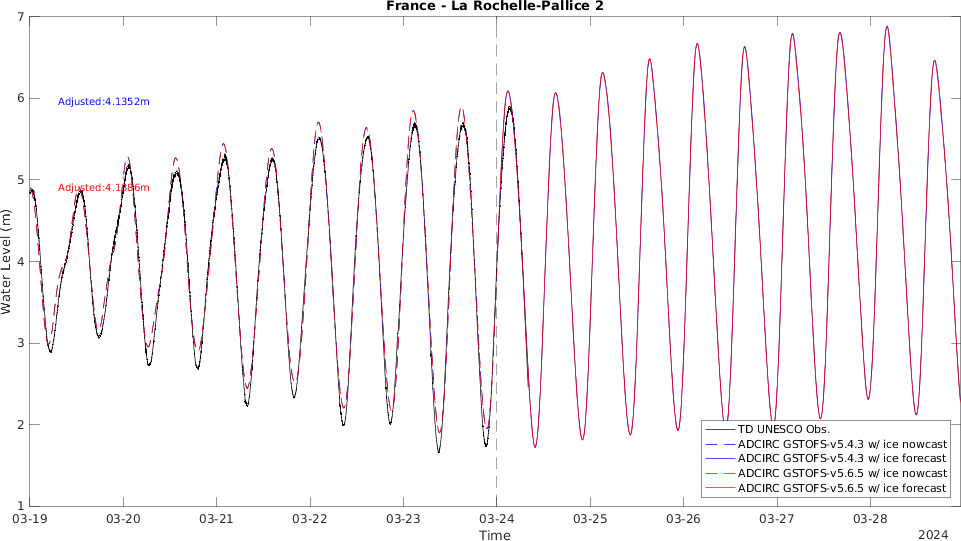 France - La Rochelle-Pallice 2
7
6
5
4
3
2
1
Water Level (m)
Adjusted:4.1352m
Adjusted:4.1386m
TD UNESCO Obs.
ADCIRC GSTOFS-v5.4.3 w/ ice nowcast
ADCIRC GSTOFS-v5.4.3 w/ ice forecast
ADCIRC GSTOFS-v5.6.5 w/ ice nowcast
ADCIRC GSTOFS-v5.6.5 w/ ice forecast
03-19 03-20 03-21 03-22 03-23 03-24 03-25 03-26 03-27 03-28
Time
2024